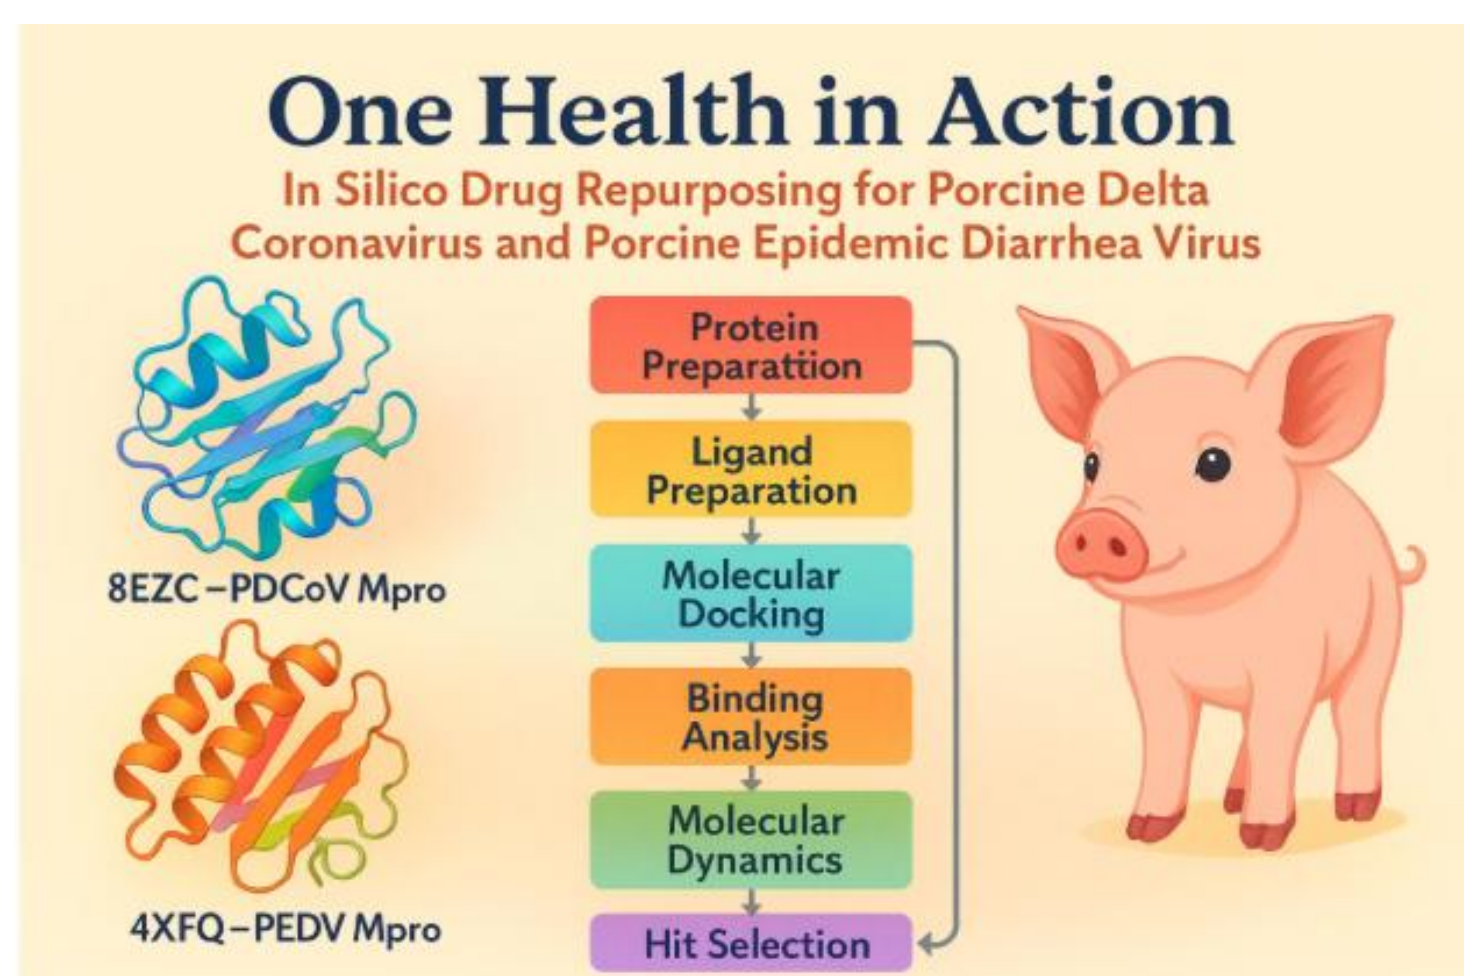 One Health in Action
In Silico Drug Repurposing for Porcine Delta
Coronavirus and Porcine Epidemic Diarrhea Virus
8EZC–PDCoV Mpro
4XFQ–PEDV Mpro
Protein
Preparattion
Ligand
Preparation
Molecular
Docking
Binding
Analysis
Molecular
Dynamics
Hit Selection